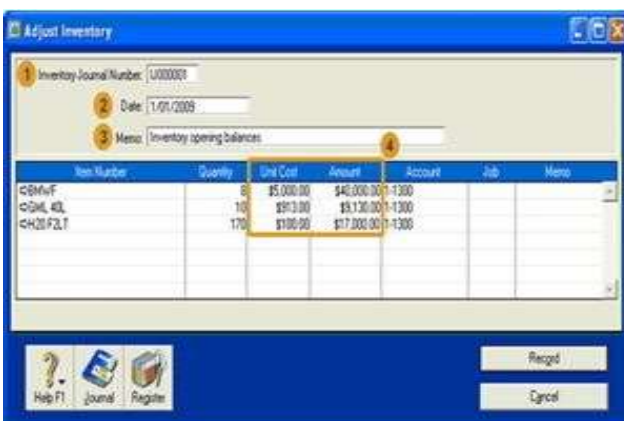 Adjust Inventory
1 Inventory Journal Number: IJ000001
2 Date: 1/01/2009
3 Memo: Inventory opening balances
4
Item Number Quantity Unit Cost Amount Account Job Memo
BMWF 8 $5,000.00 $40,000.00 1-1300
GML 40L 10 $913.00 $9,130.00 1-1300
H20 F2LT 170 $100.00 $17,000.00 1-1300
Help F1 Journal Register
Record
Cancel